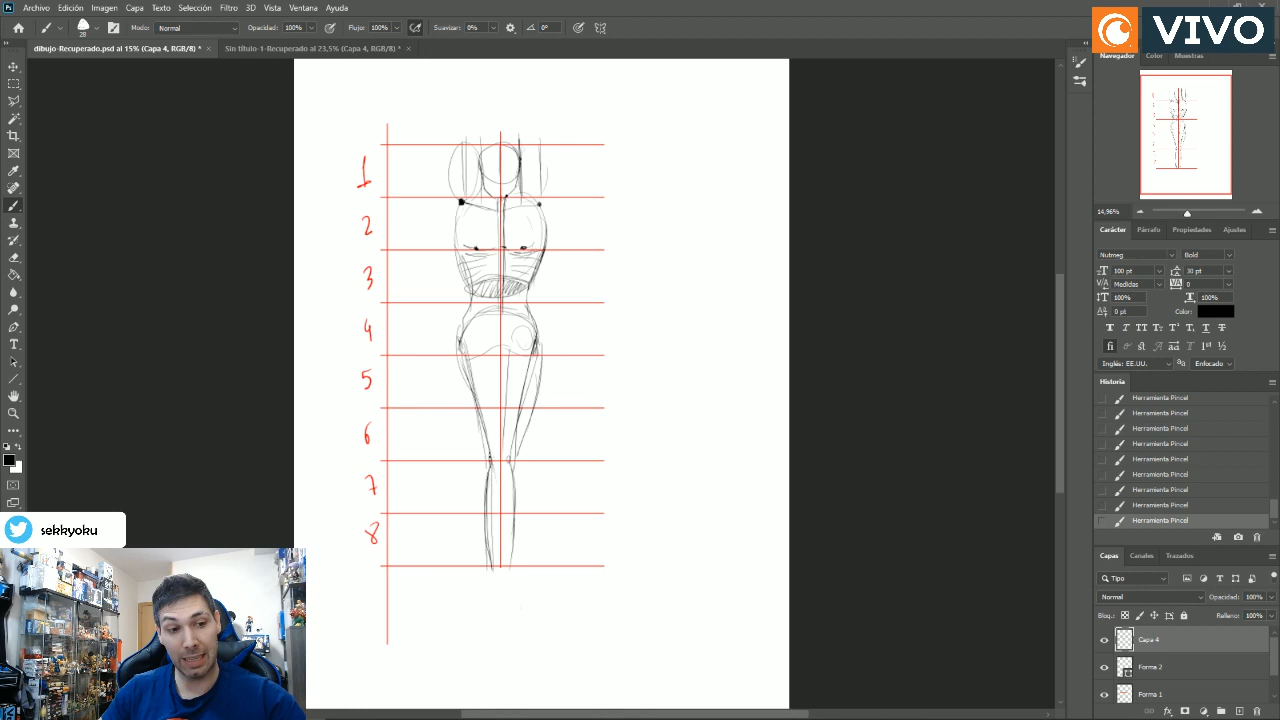 Archivo Edición Imagen Capa Texto Selección Filtro 3D Vista Ventana Ayuda
28 Modo: Normal Opacidad: 100% Flujo: 100% Suavizar: 0% 0°
VIVO
dibujo-Recuperado.psd al 15% (Capa 4, RGB/8) * × Sin título-1-Recuperado al 23,5% (Capa 4, RGB/8) * ×
Navegador Color Muestras
14,96%
Carácter Párrafo Propiedades Ajustes
Nutmeg Bold
100 pt 30 pt
Medidas 0
100% 100%
0 pt Color:
Inglés: EE.UU. Enfocado
Historia
Herramienta Pincel
Herramienta Pincel
Herramienta Pincel
Herramienta Pincel
Herramienta Pincel
Herramienta Pincel
Herramienta Pincel
Herramienta Pincel
Herramienta Pincel
Capas Canales Trazados
Tipo
Normal Opacidad: 100%
Bloq.: Relleno: 100%
Capa 4
Forma 2
Forma 1
1
2
3
4
5
6
7
8
sekkyoku